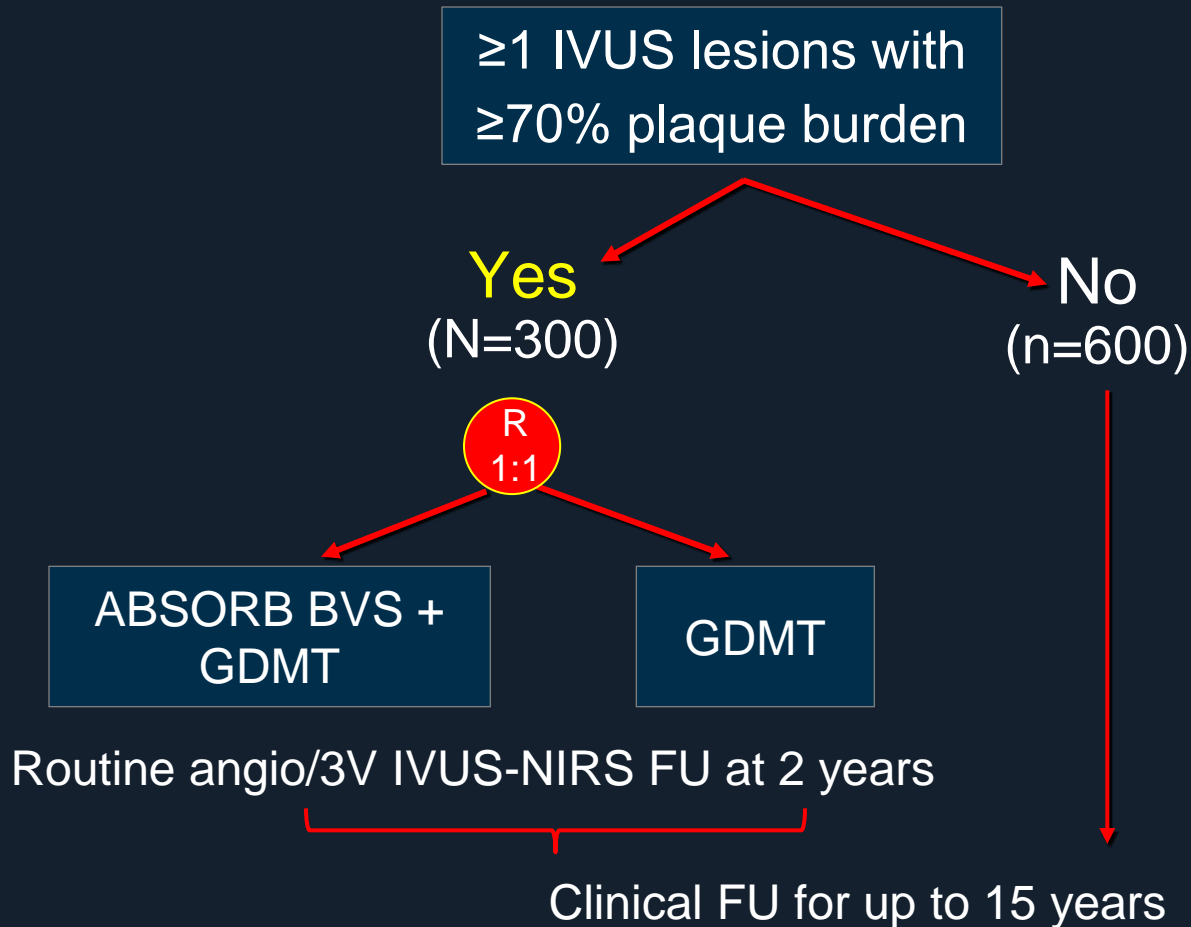 ≥1 IVUS lesions with
≥70% plaque burden
Yes
(N=300)
No
(n=600)
R
1:1
ABSORB BVS +
GDMT
GDMT
Routine angio/3V IVUS-NIRS FU at 2 years
Clinical FU for up to 15 years